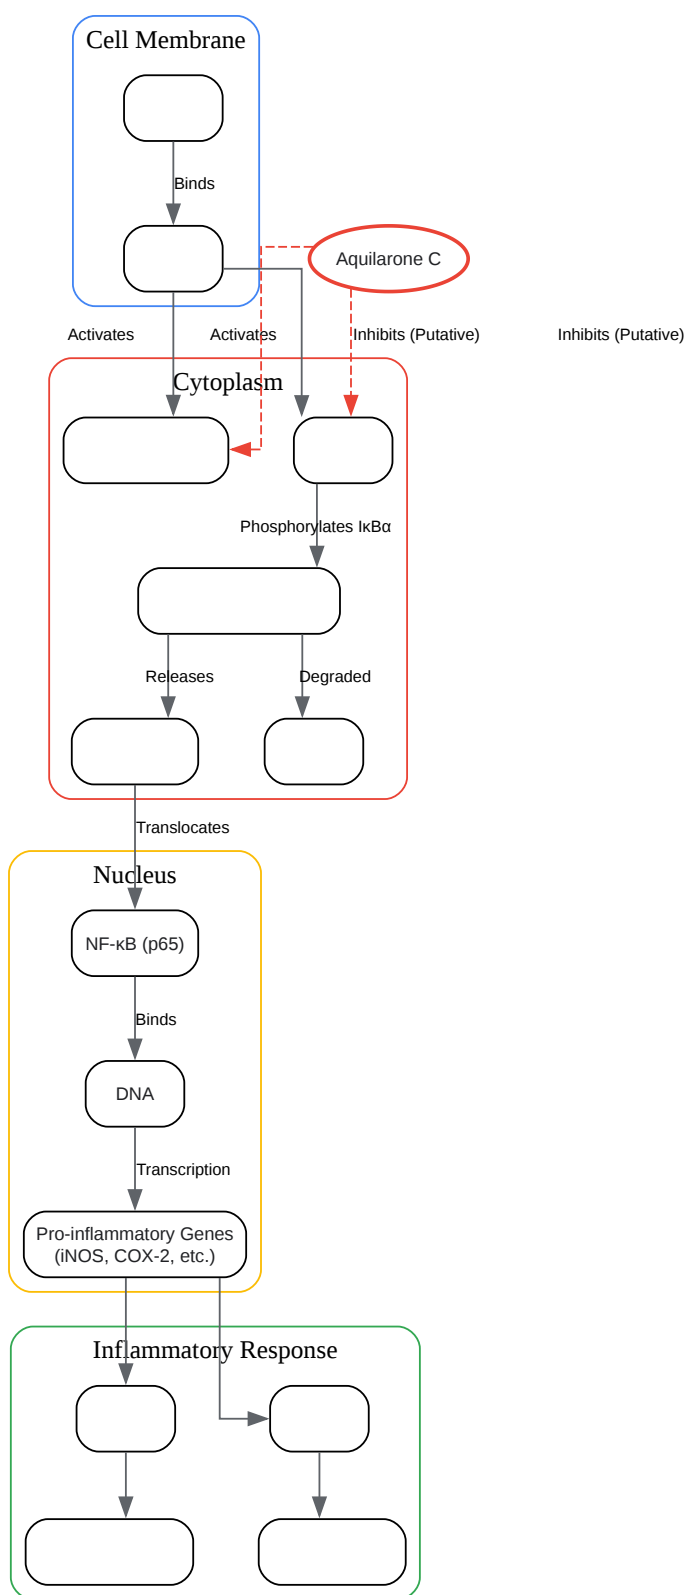 Cell Membrane
Binds
Aquilarone C
Activates
Activates
Inhibits (Putative)
Inhibits (Putative)
Cytoplasm
Phosphorylates IκBα
Releases
Degraded
Translocates
Nucleus
NF-κB (p65)
Binds
DNA
Transcription
Pro-inflammatory Genes
(iNOS, COX-2, etc.)
Inflammatory Response